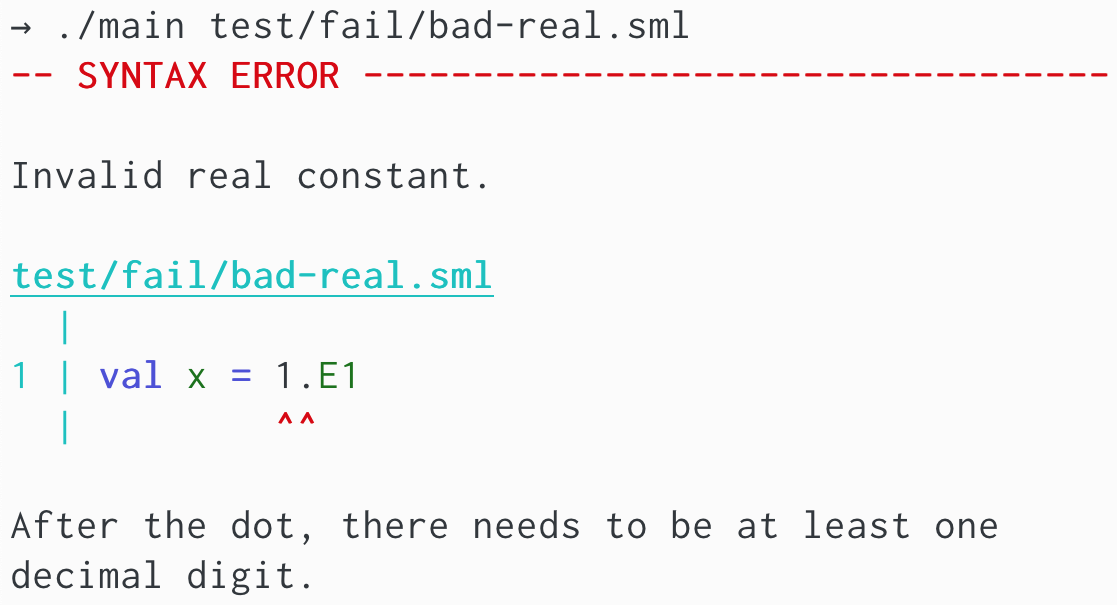 → ./main test/fail/bad-real.sml
-- SYNTAX ERROR ----------------------------------
Invalid real constant.
test/fail/bad-real.sml
|
1 | val x = 1.E1
| ^^
After the dot, there needs to be at least one
decimal digit.